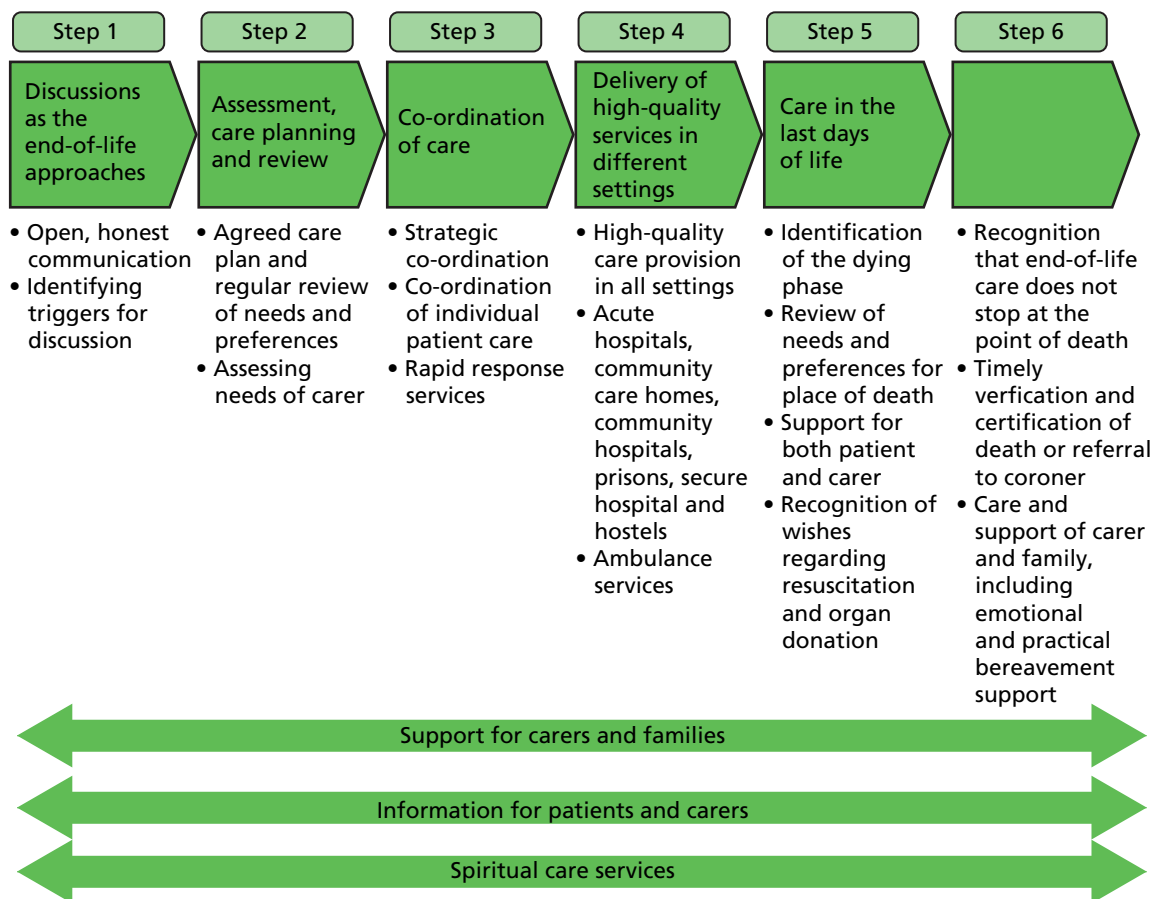 Step 1
Discussions
as the
end-of-life
approaches
• Open, honest
communication
• Identifying
triggers for
discussion
Step 2
Assessment,
care planning
and review
• Agreed care
plan and
regular review
of needs and
preferences
• Assessing
needs of carer
Step 3
Co-ordination
of care
• Strategic
co-ordination
• Co-ordination
of individual
patient care
• Rapid response
services
Step 4
Delivery of
high-quality
services in
different
settings
• High-quality
care provision
in all settings
• Acute
hospitals,
community
care homes,
community
hospitals,
prisons, secure
hospital and
hostels
• Ambulance
services
Step 5
Care in the
last days
of life
• Identification
of the dying
phase
• Review of
needs and
preferences for
place of death
• Support for
both patient
and carer
• Recognition of
wishes
regarding
resuscitation
and organ
donation
Step 6
• Recognition
that end-of-life
care does not
stop at the
point of death
• Timely
verfication and
certification of
death or referral
to coroner
• Care and
support of carer
and family,
including
emotional
and practical
bereavement
support
Support for carers and families
Information for patients and carers
Spiritual care services